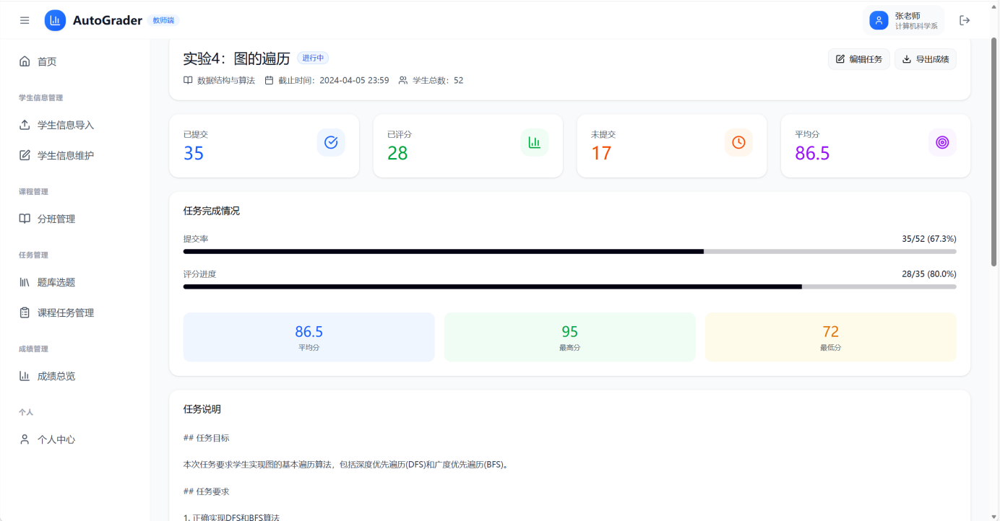 AutoGrader 教师端
张老师
计算机科学系
首页
学生信息管理
学生信息导入
学生信息维护
课程管理
分班管理
任务管理
题库选题
课程任务管理
成绩管理
成绩总览
个人
个人中心
实验4：图的遍历 进行中
编辑任务 导出成绩
数据结构与算法 截止时间：2024-04-05 23:59 学生总数：52
已提交
35
已评分
28
未提交
17
平均分
86.5
任务完成情况
提交率 35/52 (67.3%)
评分进度 28/35 (80.0%)
86.5
平均分
95
最高分
72
最低分
任务说明
## 任务目标
本次任务要求学生实现图的基本遍历算法，包括深度优先遍历(DFS)和广度优先遍历(BFS)。
## 任务要求
1. 正确实现DFS和BFS算法